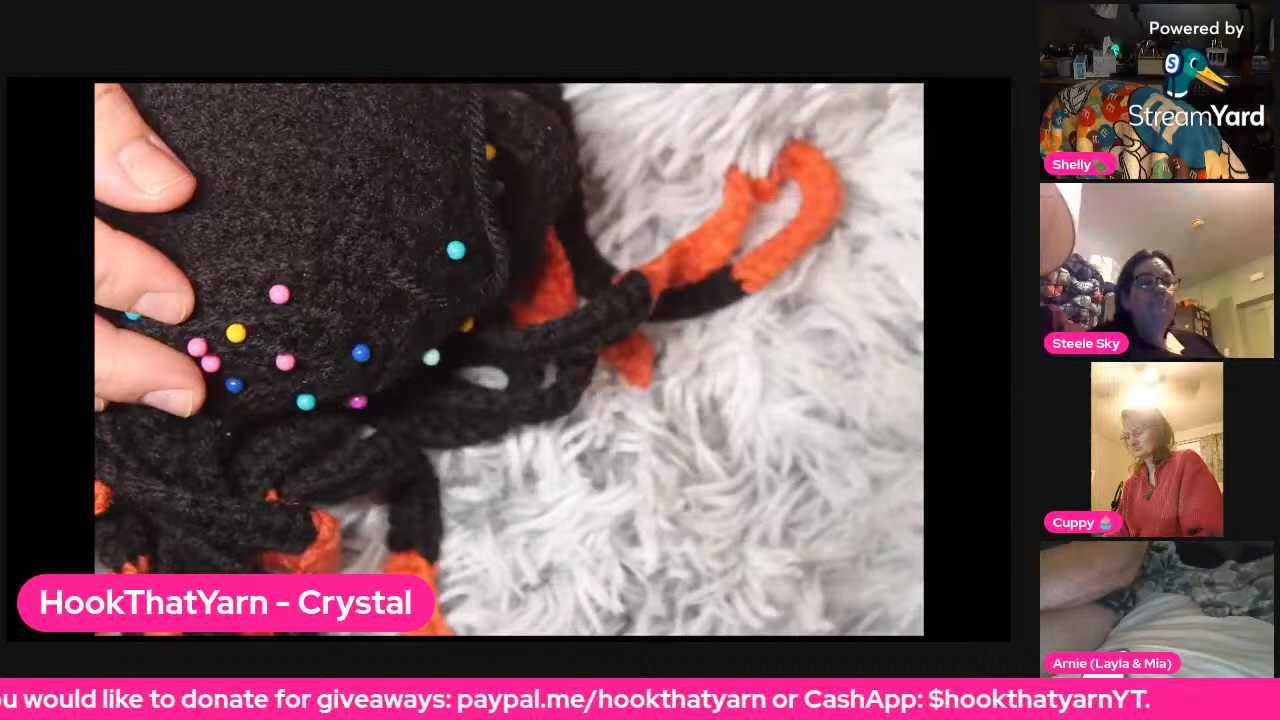 Powered by
S
StreamYard
Shelly
Steele Sky
Cuppy
Arnie (Layla & Mia)
HookThatYarn - Crystal
u would like to donate for giveaways: paypal.me/hookthatyarn or CashApp: $hookthatyarnYT.